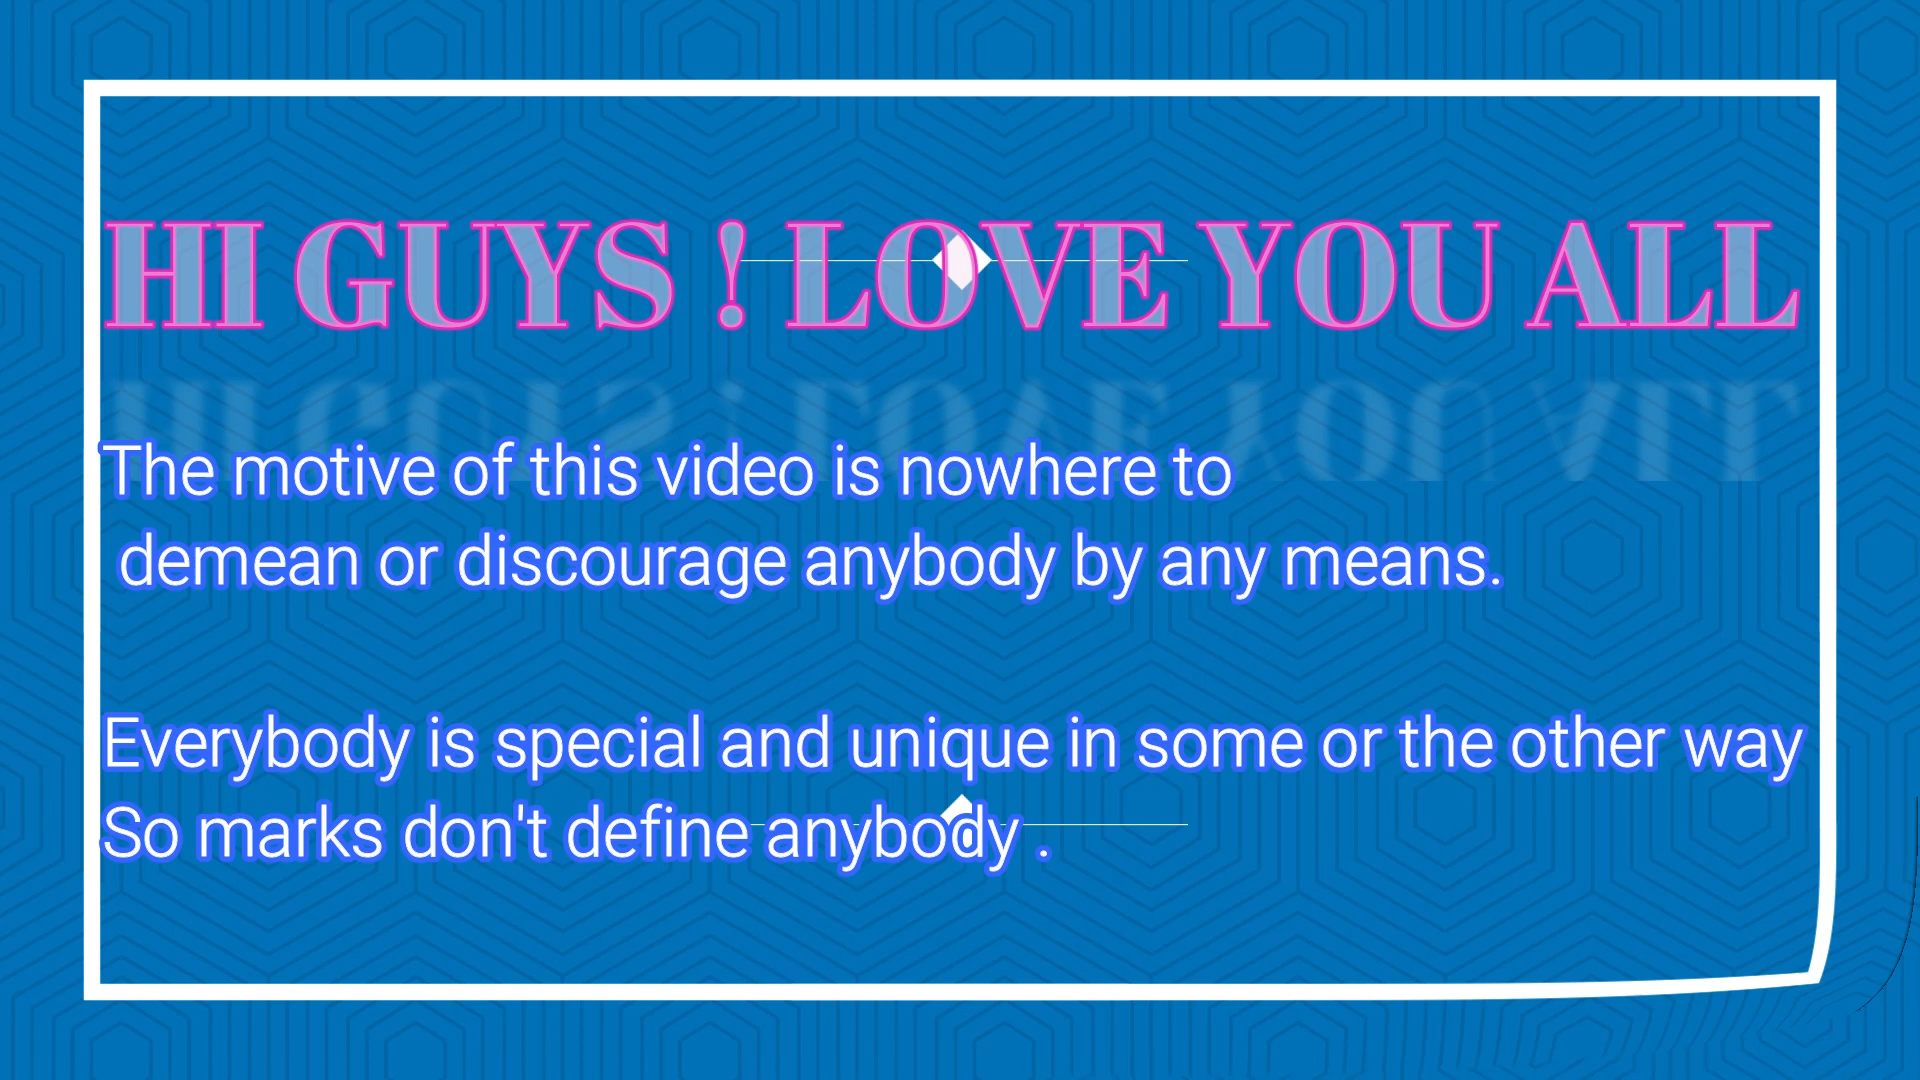 HI GUYS ! LOVE YOU ALL
The motive of this video is nowhere to
demean or discourage anybody by any means.
Everybody is special and unique in some or the other way
So marks don't define anybody .